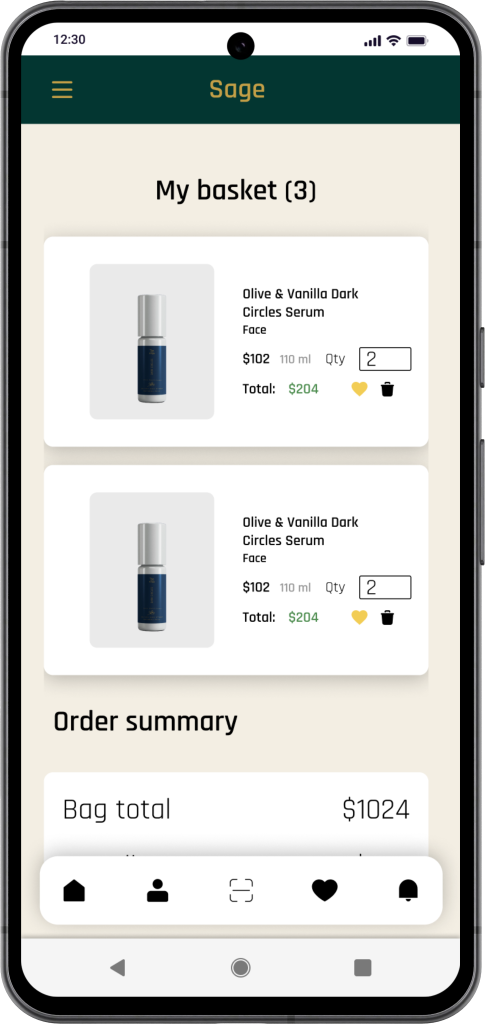 12:30
Sage
My basket (3)
Olive & Vanilla Dark
Circles Serum
Face
$102 110 ml Qty 2
Total: $204
Olive & Vanilla Dark
Circles Serum
Face
$102 110 ml Qty 2
Total: $204
Order summary
Bag total $1024